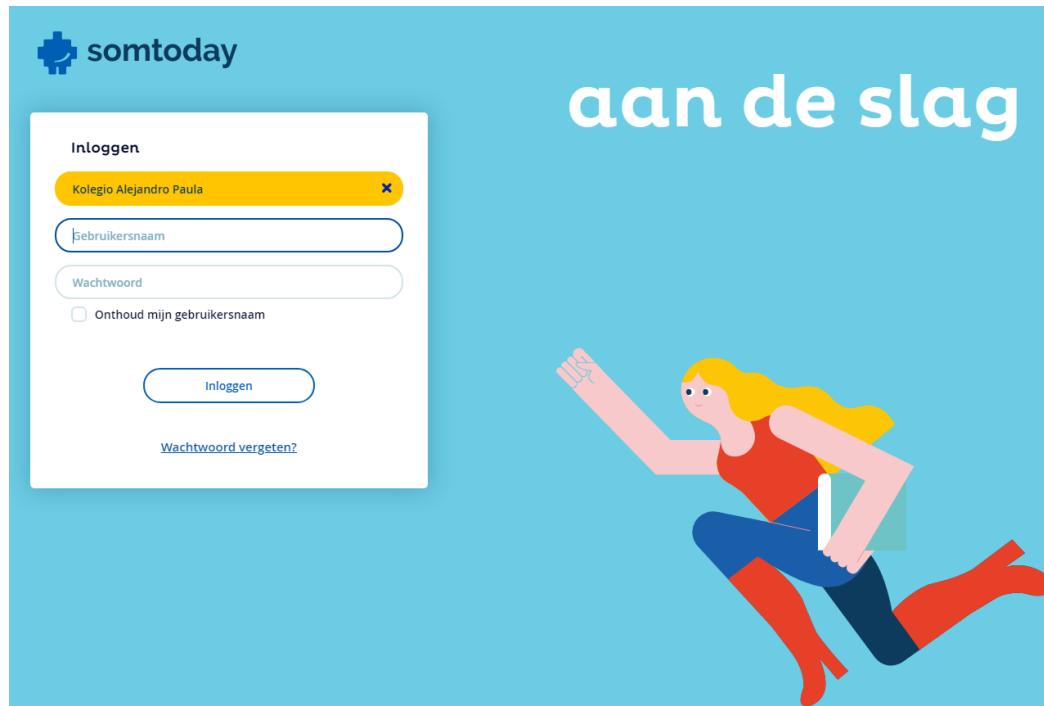 somtoday
aan de slag
Inloggen
Kolegio Alejandro Paula
Gebruikersnaam
Wachtwoord
Onthoud mijn gebruikersnaam
Inloggen
Wachtwoord vergeten?